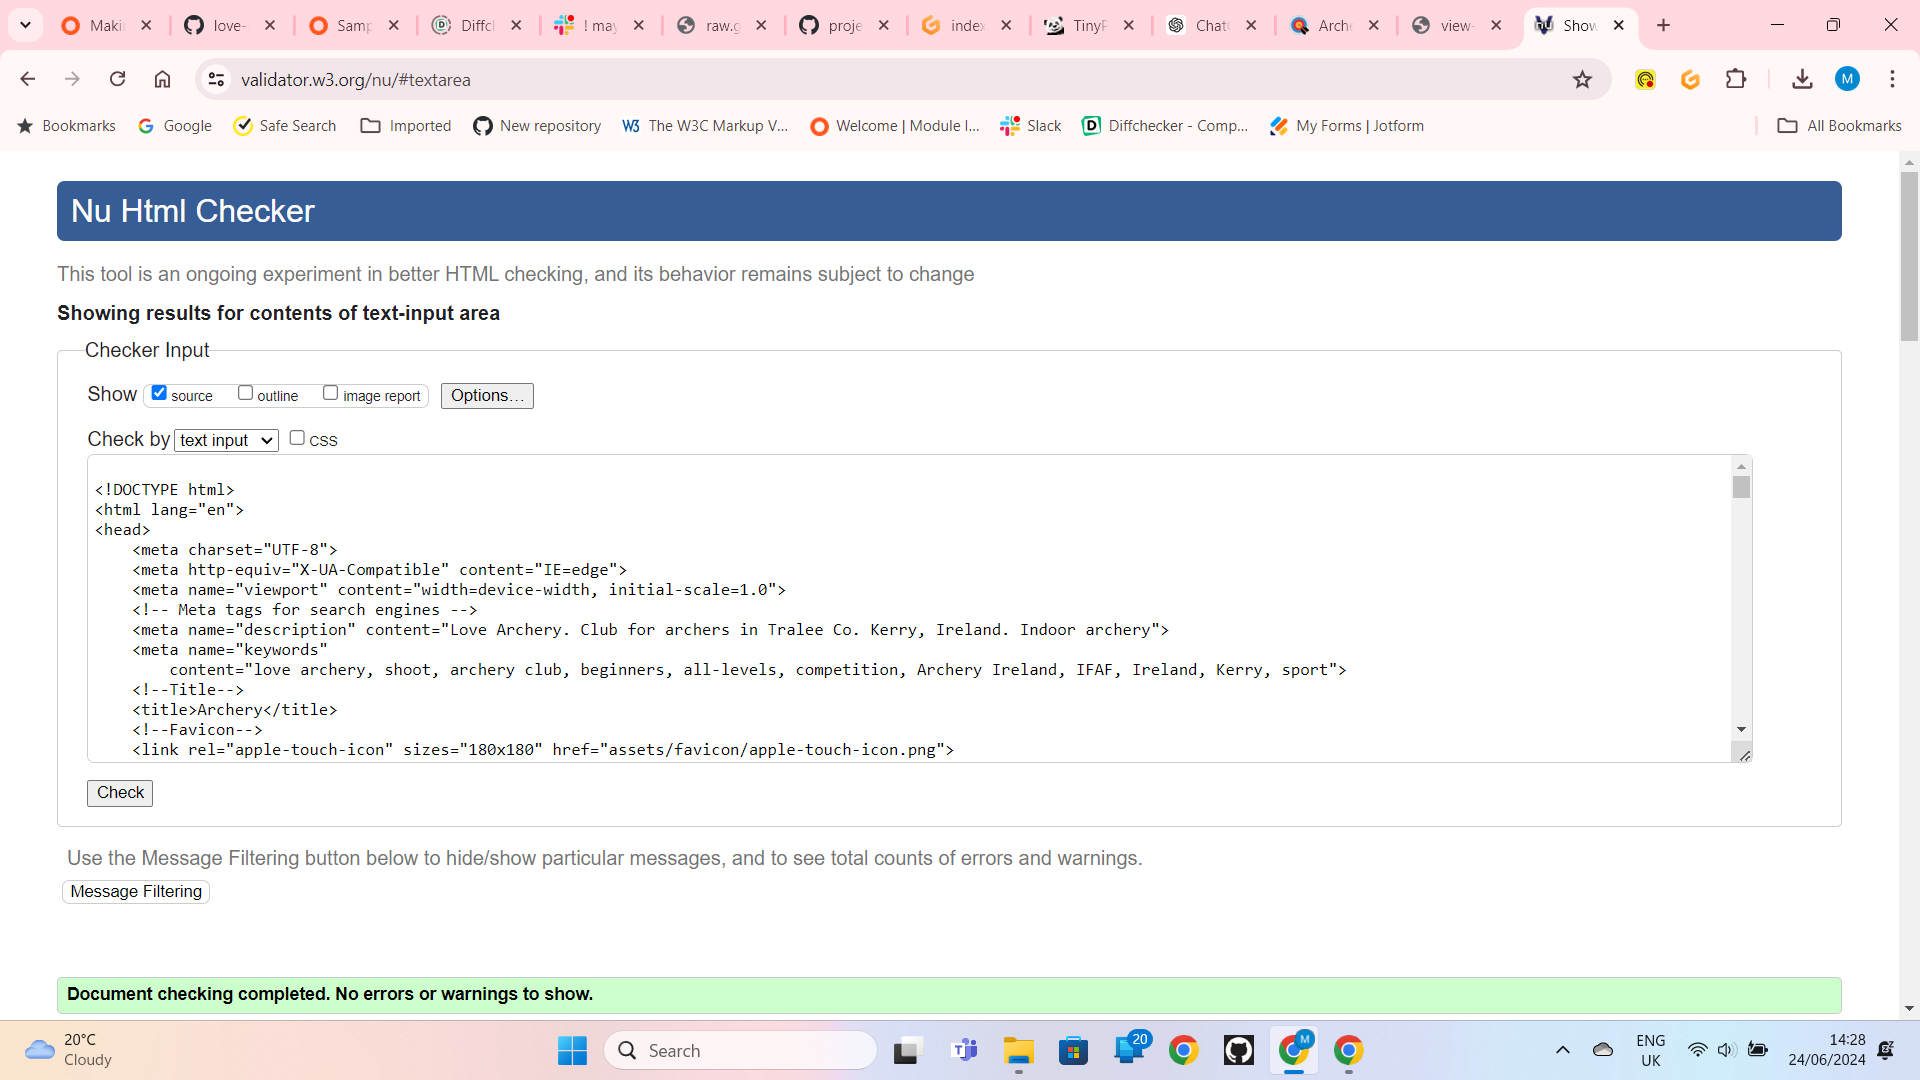 Makin
love-
Samp
Diffcl
! may
raw.g
proje
index
TinyP
Chat
Arche
view-
Show
validator.w3.org/nu/#textarea
M
Bookmarks
Google
Safe Search
Imported
New repository
The W3C Markup V...
Welcome | Module I...
Slack
Diffchecker - Comp...
My Forms | Jotform
All Bookmarks
Nu Html Checker
This tool is an ongoing experiment in better HTML checking, and its behavior remains subject to change
Showing results for contents of text-input area
Checker Input
Show source outline image report Options...
Check by text input CSS
<!DOCTYPE html>
<html lang="en">
<head>
<meta charset="UTF-8">
<meta http-equiv="X-UA-Compatible" content="IE=edge">
<meta name="viewport" content="width=device-width, initial-scale=1.0">
<!-- Meta tags for search engines -->
<meta name="description" content="Love Archery. Club for archers in Tralee Co. Kerry, Ireland. Indoor archery">
<meta name="keywords"
content="love archery, shoot, archery club, beginners, all-levels, competition, Archery Ireland, IFAF, Ireland, Kerry, sport">
<!--Title-->
<title>Archery</title>
<!--Favicon-->
<link rel="apple-touch-icon" sizes="180x180" href="assets/favicon/apple-touch-icon.png">
Check
Use the Message Filtering button below to hide/show particular messages, and to see total counts of errors and warnings.
Message Filtering
Document checking completed. No errors or warnings to show.
20°C
Cloudy
Search
20
M
ENG
UK
14:28
24/06/2024